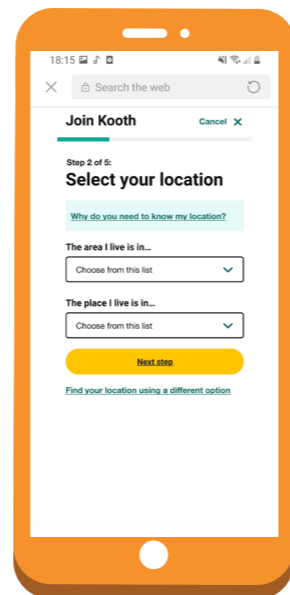 18:15
Search the web
Join Kooth
Cancel X
Step 2 of 5:
Select your location
Why do you need to know my location?
The area I live is in...
Choose from this list
The place I live is in...
Choose from this list
Next step
Find your location using a different option